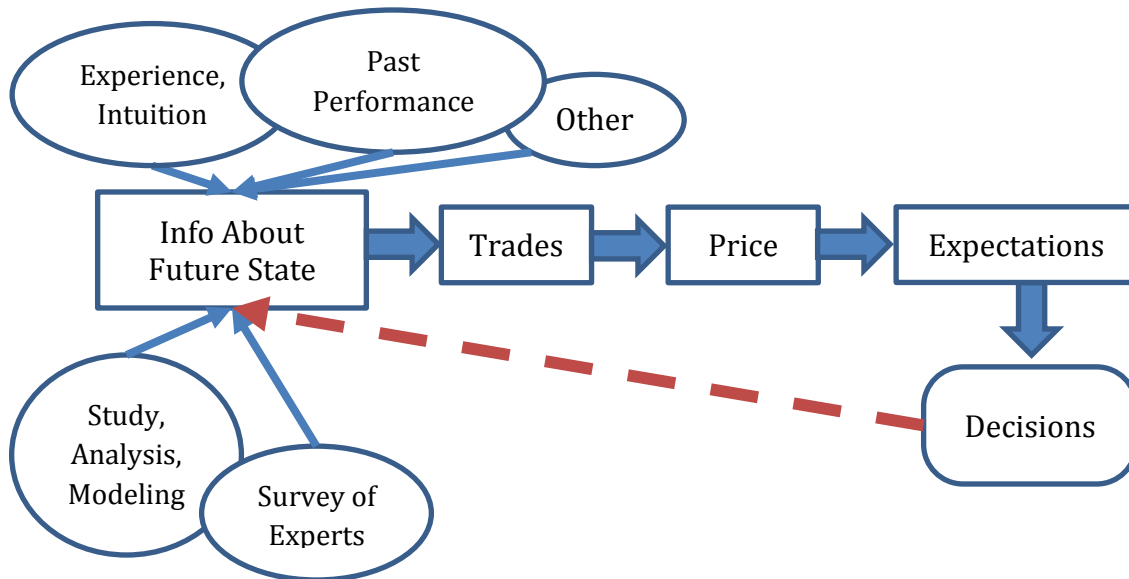 Experience,
Intuition
Past
Performance
Other
Info About
Future State
Trades
Price
Expectations
Decisions
Study,
Analysis,
Modeling
Survey of
Experts